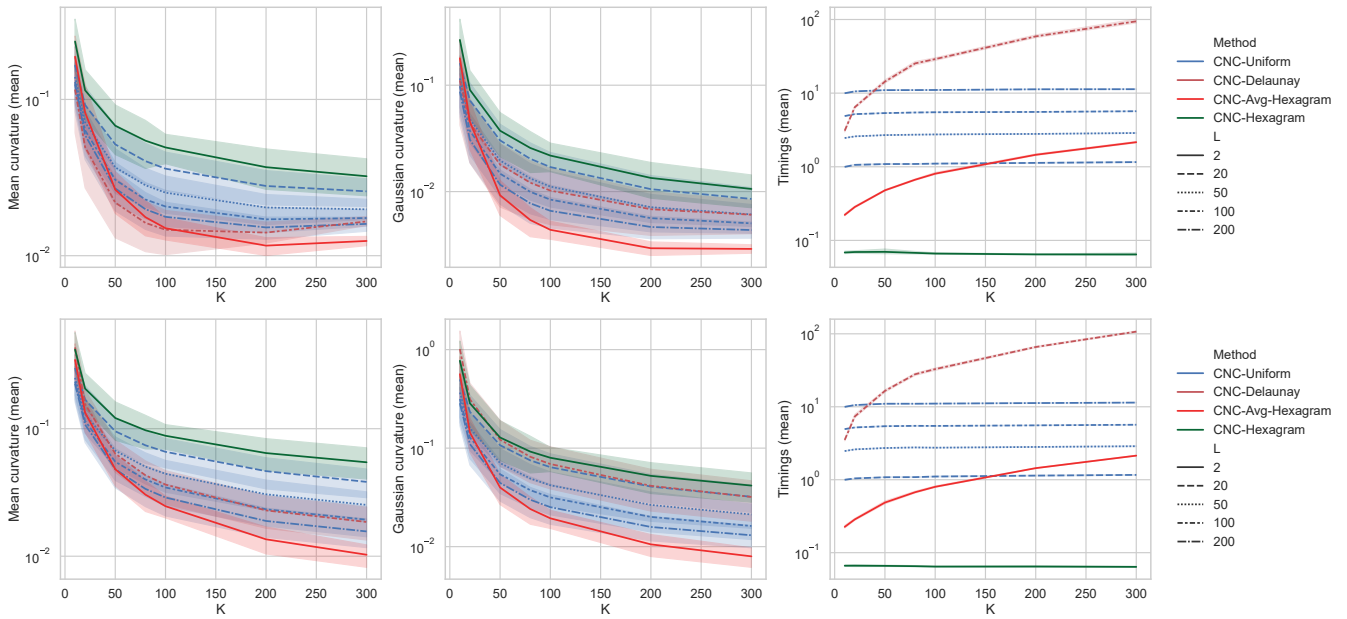 Mean curvature (mean)
10⁻¹
10⁻²
0 50 100 150 200 250 300
K
Gaussian curvature (mean)
10⁻¹
10⁻²
0 50 100 150 200 250 300
K
Timings (mean)
10²
10¹
10⁰
10⁻¹
0 50 100 150 200 250 300
K
Method
CNC-Uniform
CNC-Delaunay
CNC-Avg-Hexagram
CNC-Hexagram
L
2
20
50
100
200
Mean curvature (mean)
10⁻¹
10⁻²
0 50 100 150 200 250 300
K
Gaussian curvature (mean)
10⁰
10⁻¹
10⁻²
0 50 100 150 200 250 300
K
Timings (mean)
10²
10¹
10⁰
10⁻¹
0 50 100 150 200 250 300
K
Method
CNC-Uniform
CNC-Delaunay
CNC-Avg-Hexagram
CNC-Hexagram
L
2
20
50
100
200